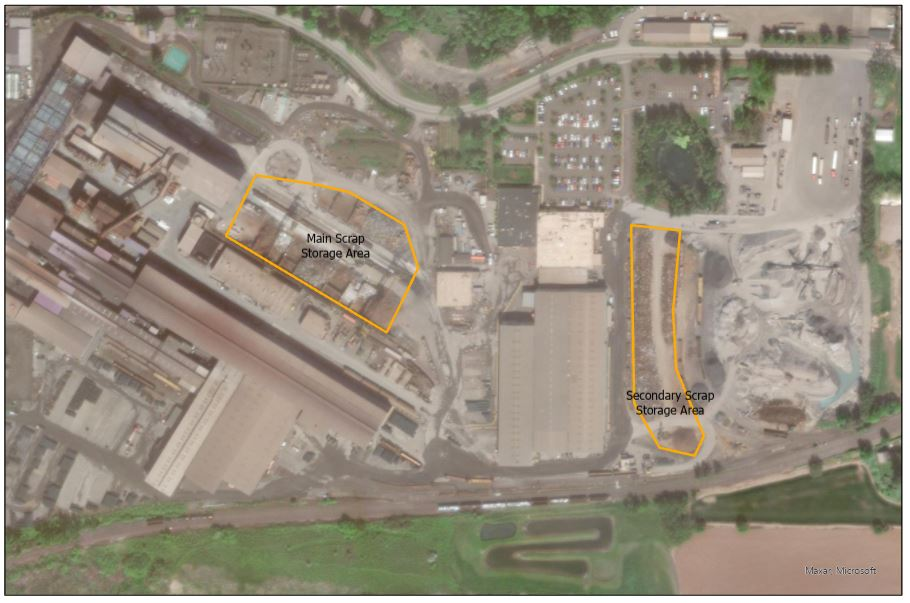 Main Scrap
Storage Area
Secondary Scrap
Storage Area
Maxar, Microsoft